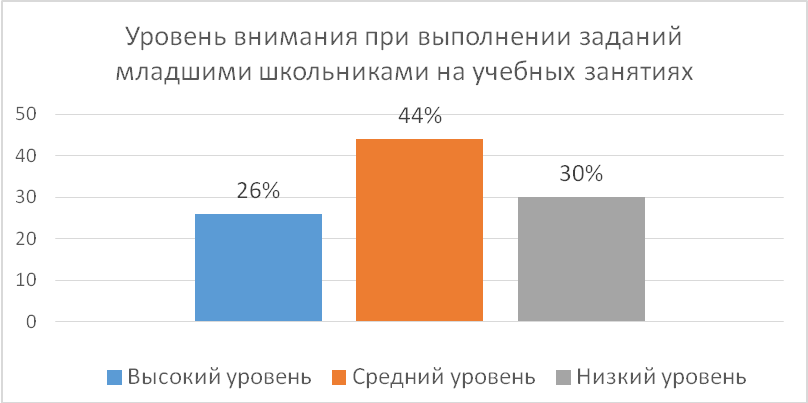 Уровень внимания при выполнении заданий
младшими школьниками на учебных занятиях
50
40
30
20
10
0
26%
44%
30%
Высокий уровень
Средний уровень
Низкий уровень